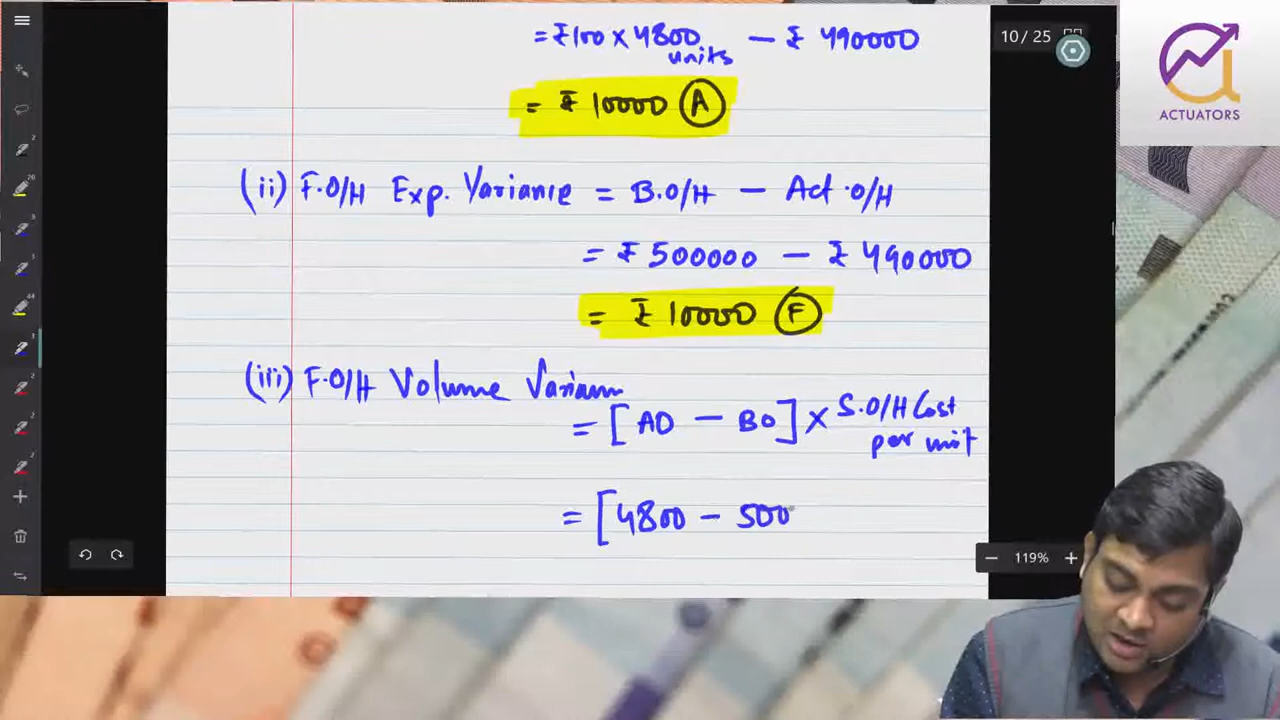 = ₹100 × 4800 units – ₹ 490000
10 / 25
ACTUATORS
= ₹ 10000 (A)
(ii) F.O/H Exp. Variance = B.O/H – Act.O/H
= ₹ 500000 – ₹ 490000
= ₹ 10000 (F)
(iii) F.O/H Volume Varian
= [AO – BO] × S.O/H Cost per unit
= [4800 – 500
119%